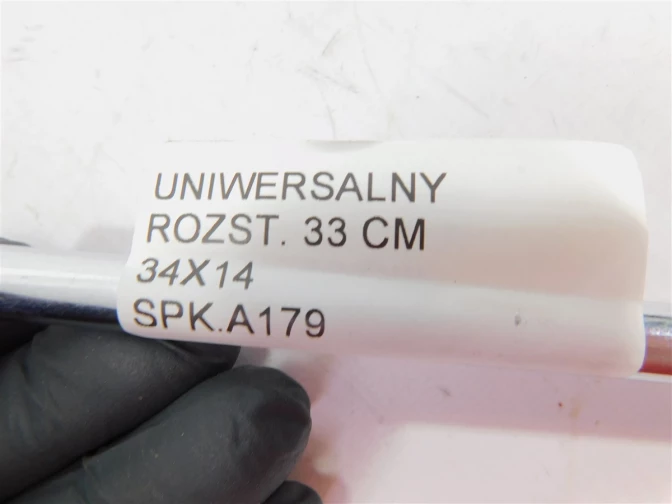 UNIWERSALNY
ROZST. 33 CM
34X14
SPK.A179